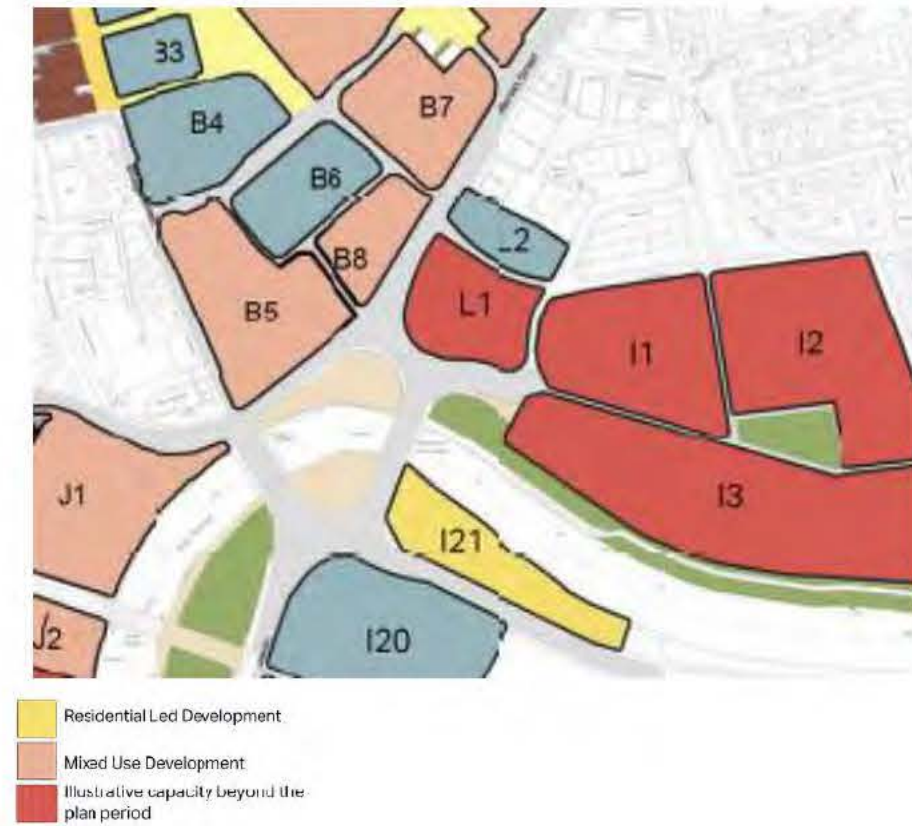 B3
B4
B7
B6
L2
B8
L1
B5
I1
I2
J1
I3
I21
J2
I20
Residential Led Development
Mixed Use Development
Illustrative capacity beyond the
plan period